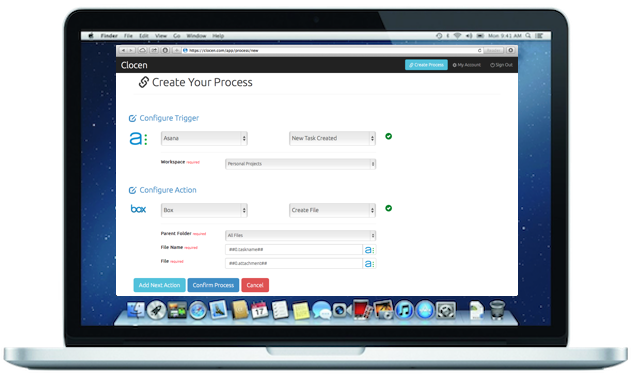 Finder File Edit View Go Window Help Mon 9:41 AM
https://clocen.com/app/process/new
Clocen Create Process My Account Sign Out
Create Your Process
Configure Trigger
a: Asana New Task Created
Workspace required Personal Projects
Configure Action
box Box Create File
Parent Folder required All Files
File Name required ##0.taskname## a:
File required ##0.attachment## a:
Add Next Action Confirm Process Cancel
17